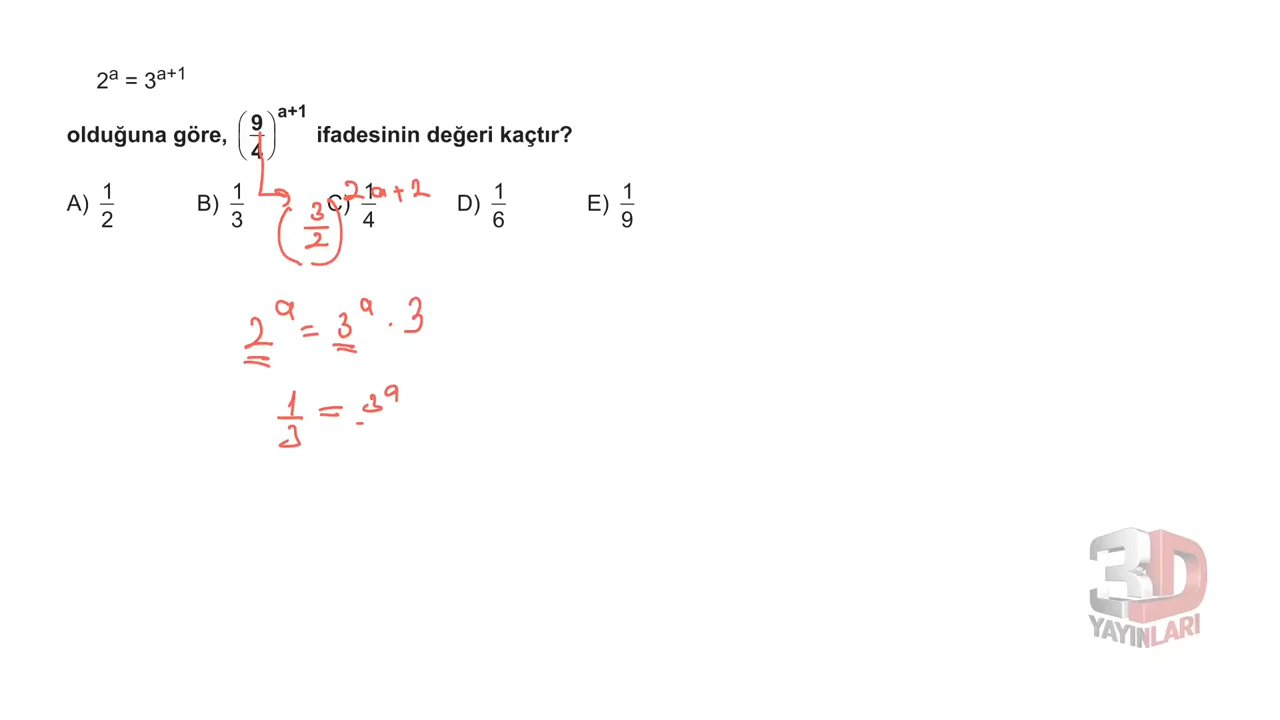 2^a = 3^(a+1)
olduğuna göre, (9/4)^(a+1) ifadesinin değeri kaçtır?
A) 1/2 B) 1/3 C) 1/4 D) 1/6 E) 1/9
(3/2)^(2a+2)
2^a = 3^a · 3
1/3 = 3^a
3D
YAYINLARI